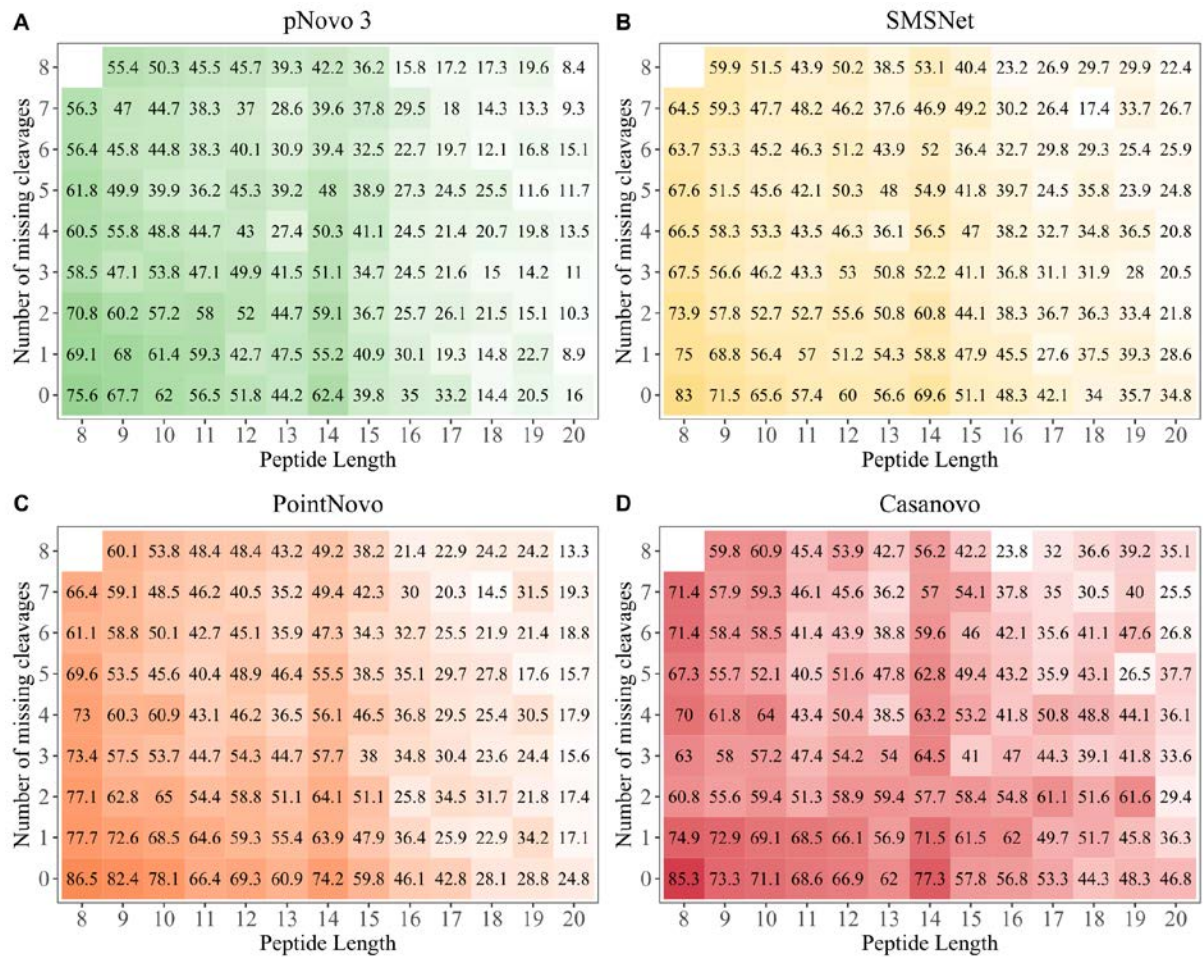 A
pNovo 3
Number of missing cleavages
8 55.4 50.3 45.5 45.7 39.3 42.2 36.2 15.8 17.2 17.3 19.6 8.4
7 56.3 47 44.7 38.3 37 28.6 39.6 37.8 29.5 18 14.3 13.3 9.3
6 56.4 45.8 44.8 38.3 40.1 30.9 39.4 32.5 22.7 19.7 12.1 16.8 15.1
5 61.8 49.9 39.9 36.2 45.3 39.2 48 38.9 27.3 24.5 25.5 11.6 11.7
4 60.5 55.8 48.8 44.7 43 27.4 50.3 41.1 24.5 21.4 20.7 19.8 13.5
3 58.5 47.1 53.8 47.1 49.9 41.5 51.1 34.7 24.5 21.6 15 14.2 11
2 70.8 60.2 57.2 58 52 44.7 59.1 36.7 25.7 26.1 21.5 15.1 10.3
1 69.1 68 61.4 59.3 42.7 47.5 55.2 40.9 30.1 19.3 14.8 22.7 8.9
0 75.6 67.7 62 56.5 51.8 44.2 62.4 39.8 35 33.2 14.4 20.5 16
8 9 10 11 12 13 14 15 16 17 18 19 20
Peptide Length
B
SMSNet
Number of missing cleavages
8 59.9 51.5 43.9 50.2 38.5 53.1 40.4 23.2 26.9 29.7 29.9 22.4
7 64.5 59.3 47.7 48.2 46.2 37.6 46.9 49.2 30.2 26.4 17.4 33.7 26.7
6 63.7 53.3 45.2 46.3 51.2 43.9 52 36.4 32.7 29.8 29.3 25.4 25.9
5 67.6 51.5 45.6 42.1 50.3 48 54.9 41.8 39.7 24.5 35.8 23.9 24.8
4 66.5 58.3 53.3 43.5 46.3 36.1 56.5 47 38.2 32.7 34.8 36.5 20.8
3 67.5 56.6 46.2 43.3 53 50.8 52.2 41.1 36.8 31.1 31.9 28 20.5
2 73.9 57.8 52.7 52.7 55.6 50.8 60.8 44.1 38.3 36.7 36.3 33.4 21.8
1 75 68.8 56.4 57 51.2 54.3 58.8 47.9 45.5 27.6 37.5 39.3 28.6
0 83 71.5 65.6 57.4 60 56.6 69.6 51.1 48.3 42.1 34 35.7 34.8
8 9 10 11 12 13 14 15 16 17 18 19 20
Peptide Length
C
PointNovo
Number of missing cleavages
8 60.1 53.8 48.4 48.4 43.2 49.2 38.2 21.4 22.9 24.2 24.2 13.3
7 66.4 59.1 48.5 46.2 40.5 35.2 49.4 42.3 30 20.3 14.5 31.5 19.3
6 61.1 58.8 50.1 42.7 45.1 35.9 47.3 34.3 32.7 25.5 21.9 21.4 18.8
5 69.6 53.5 45.6 40.4 48.9 46.4 55.5 38.5 35.1 29.7 27.8 17.6 15.7
4 73 60.3 60.9 43.1 46.2 36.5 56.1 46.5 36.8 29.5 25.4 30.5 17.9
3 73.4 57.5 53.7 44.7 54.3 44.7 57.7 38 34.8 30.4 23.6 24.4 15.6
2 77.1 62.8 65 54.4 58.8 51.1 64.1 51.1 25.8 34.5 31.7 21.8 17.4
1 77.7 72.6 68.5 64.6 59.3 55.4 63.9 47.9 36.4 25.9 22.9 34.2 17.1
0 86.5 82.4 78.1 66.4 69.3 60.9 74.2 59.8 46.1 42.8 28.1 28.8 24.8
8 9 10 11 12 13 14 15 16 17 18 19 20
Peptide Length
D
Casanovo
Number of missing cleavages
8 59.8 60.9 45.4 53.9 42.7 56.2 42.2 23.8 32 36.6 39.2 35.1
7 71.4 57.9 59.3 46.1 45.6 36.2 57 54.1 37.8 35 30.5 40 25.5
6 71.4 58.4 58.5 41.4 43.9 38.8 59.6 46 42.1 35.6 41.1 47.6 26.8
5 67.3 55.7 52.1 40.5 51.6 47.8 62.8 49.4 43.2 35.9 43.1 26.5 37.7
4 70 61.8 64 43.4 50.4 38.5 63.2 53.2 41.8 50.8 48.8 44.1 36.1
3 63 58 57.2 47.4 54.2 54 64.5 41 47 44.3 39.1 41.8 33.6
2 60.8 55.6 59.4 51.3 58.9 59.4 57.7 58.4 54.8 61.1 51.6 61.6 29.4
1 74.9 72.9 69.1 68.5 66.1 56.9 71.5 61.5 62 49.7 51.7 45.8 36.3
0 85.3 73.3 71.1 68.6 66.9 62 77.3 57.8 56.8 53.3 44.3 48.3 46.8
8 9 10 11 12 13 14 15 16 17 18 19 20
Peptide Length